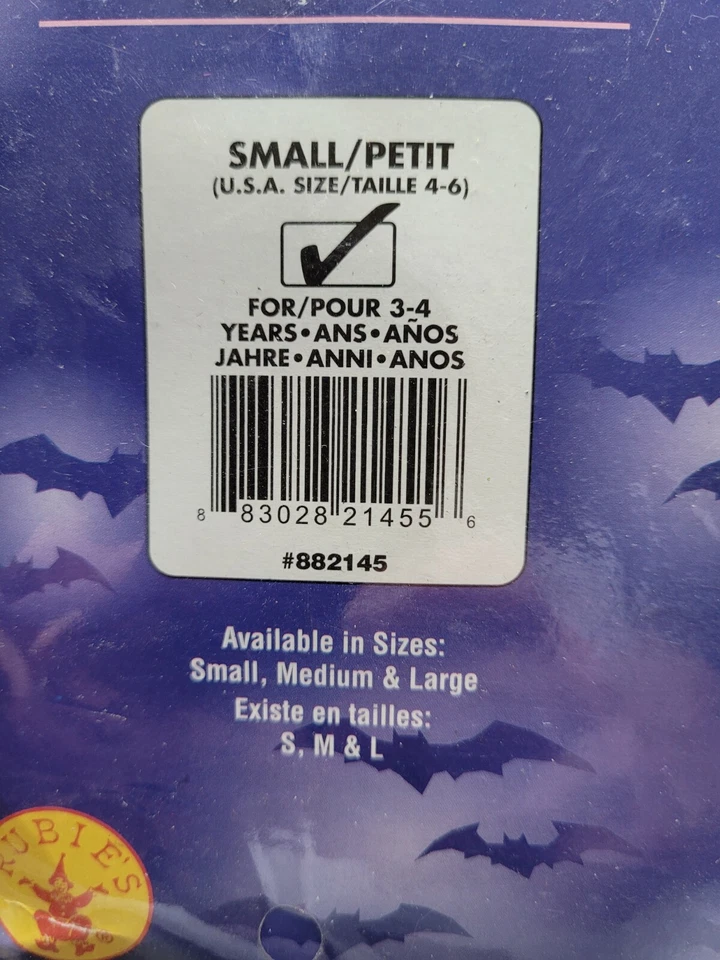 SMALL/PETIT
(U.S.A. SIZE/TAILLE 4-6)
FOR/POUR 3-4
YEARS•ANS•AÑOS
JAHRE•ANNI•ANOS
8 83028 21455 6
#882145
Available in Sizes:
Small, Medium & Large
Existe en tailles:
S, M & L
RUBIE'S
®